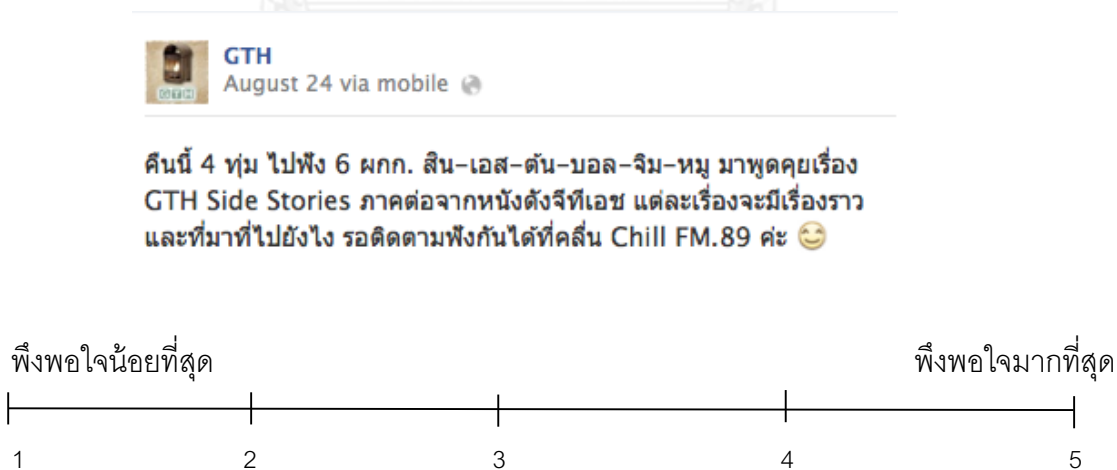 GTH
August 24 via mobile
GTH
คืนนี้ 4 ทุ่ม ไปฟัง 6 ผกก. สิน-เอส-ต้น-บอล-จิม-หมู มาพูดคุยเรื่อง
GTH Side Stories ภาคต่อจากหนังดังจีทีเอช แต่ละเรื่องจะมีเรื่องราว
และที่มาที่ไปยังไง รอติดตามฟังกันได้ที่คลื่น Chill FM.89 ค่ะ 😊
พึงพอใจน้อยที่สุด พึงพอใจมากที่สุด
1 2 3 4 5